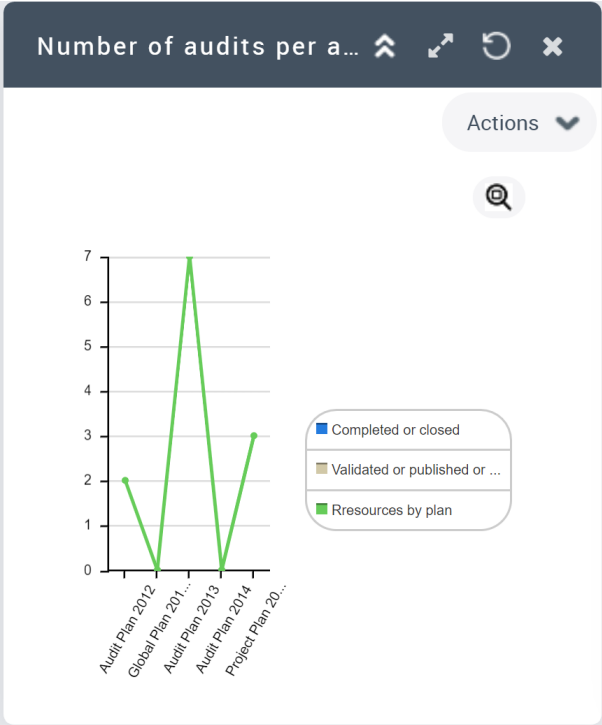 Number of audits per a...
Actions
7
6
5
4
3
2
1
0
Audit Plan 2012
Global Plan 201...
Audit Plan 2013
Audit Plan 2014
Project Plan 20...
Completed or closed
Validated or published or ...
Rresources by plan